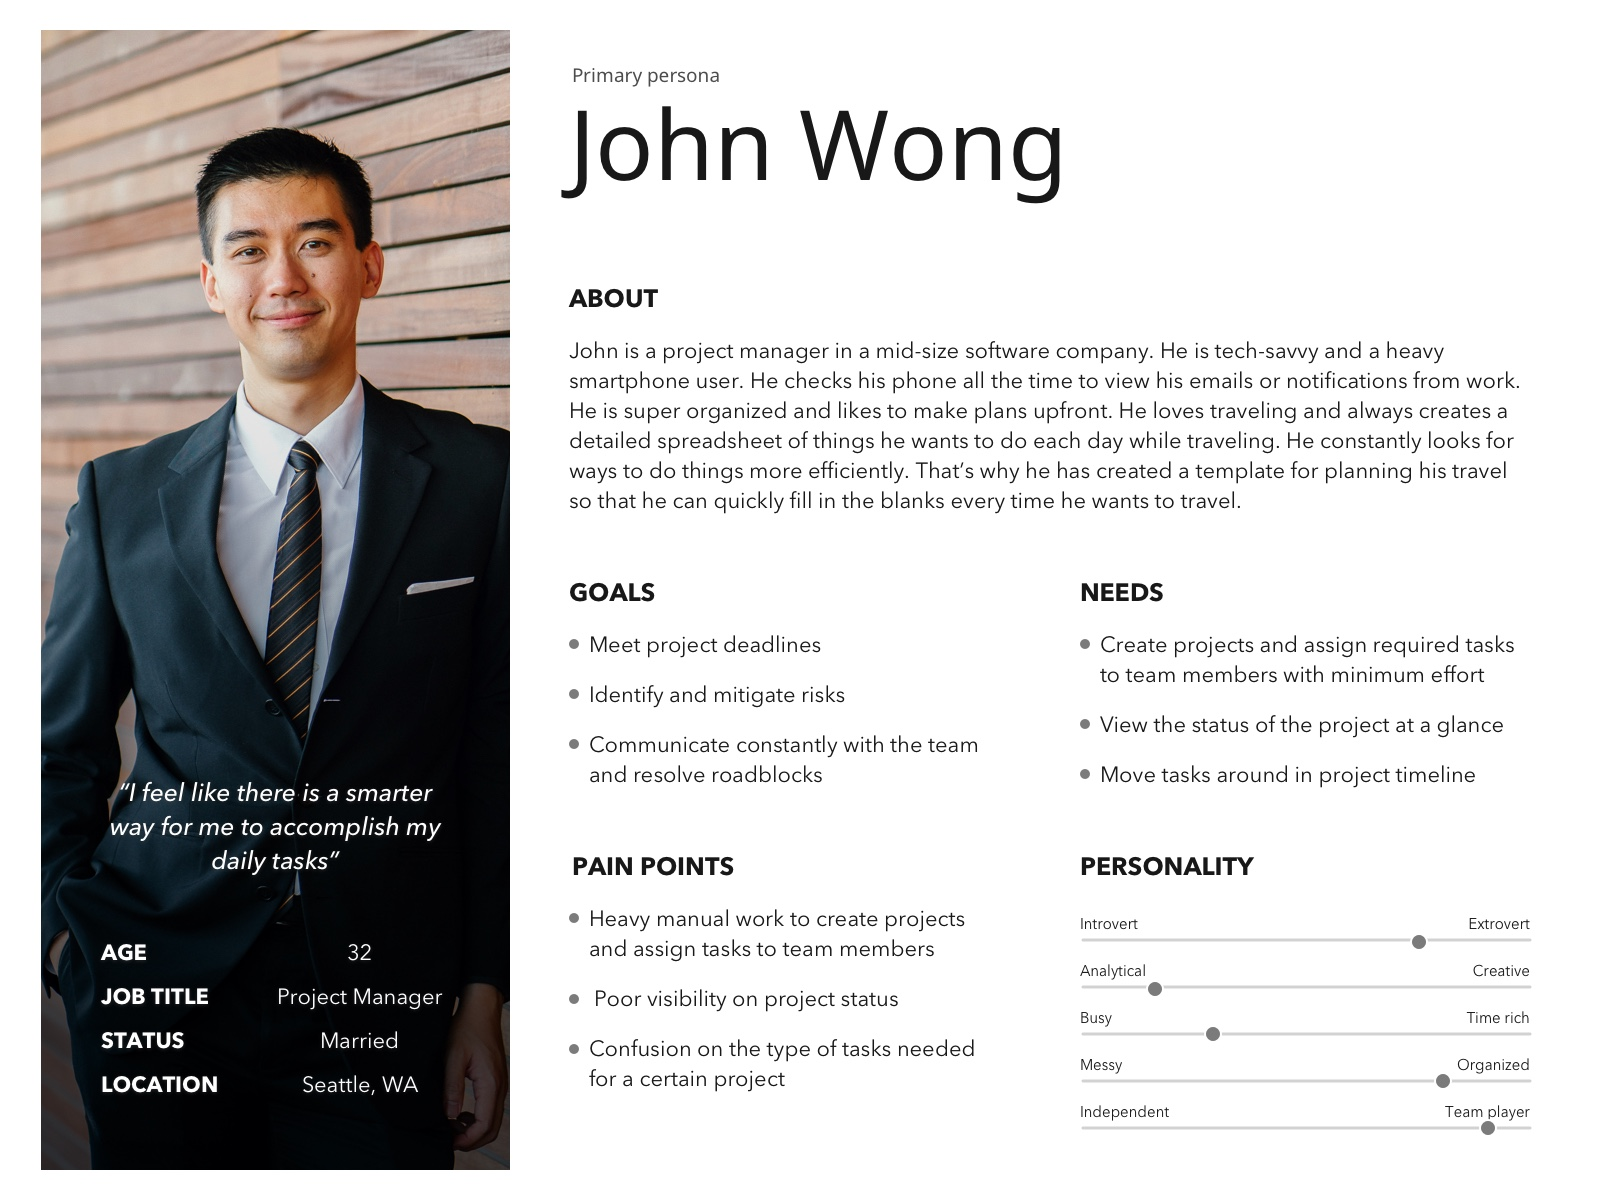 Primary persona
John Wong
ABOUT
John is a project manager in a mid-size software company. He is tech-savvy and a heavy
smartphone user. He checks his phone all the time to view his emails or notifications from work.
He is super organized and likes to make plans upfront. He loves traveling and always creates a
detailed spreadsheet of things he wants to do each day while traveling. He constantly looks for
ways to do things more efficiently. That’s why he has created a template for planning his travel
so that he can quickly fill in the blanks every time he wants to travel.
GOALS
Meet project deadlines
Identify and mitigate risks
Communicate constantly with the team
and resolve roadblocks
NEEDS
Create projects and assign required tasks
to team members with minimum effort
View the status of the project at a glance
Move tasks around in project timeline
PAIN POINTS
Heavy manual work to create projects
and assign tasks to team members
Poor visibility on project status
Confusion on the type of tasks needed
for a certain project
PERSONALITY
Introvert Extrovert
Analytical Creative
Busy Time rich
Messy Organized
Independent Team player
“I feel like there is a smarter
way for me to accomplish my
daily tasks”
AGE 32
JOB TITLE Project Manager
STATUS Married
LOCATION Seattle, WA